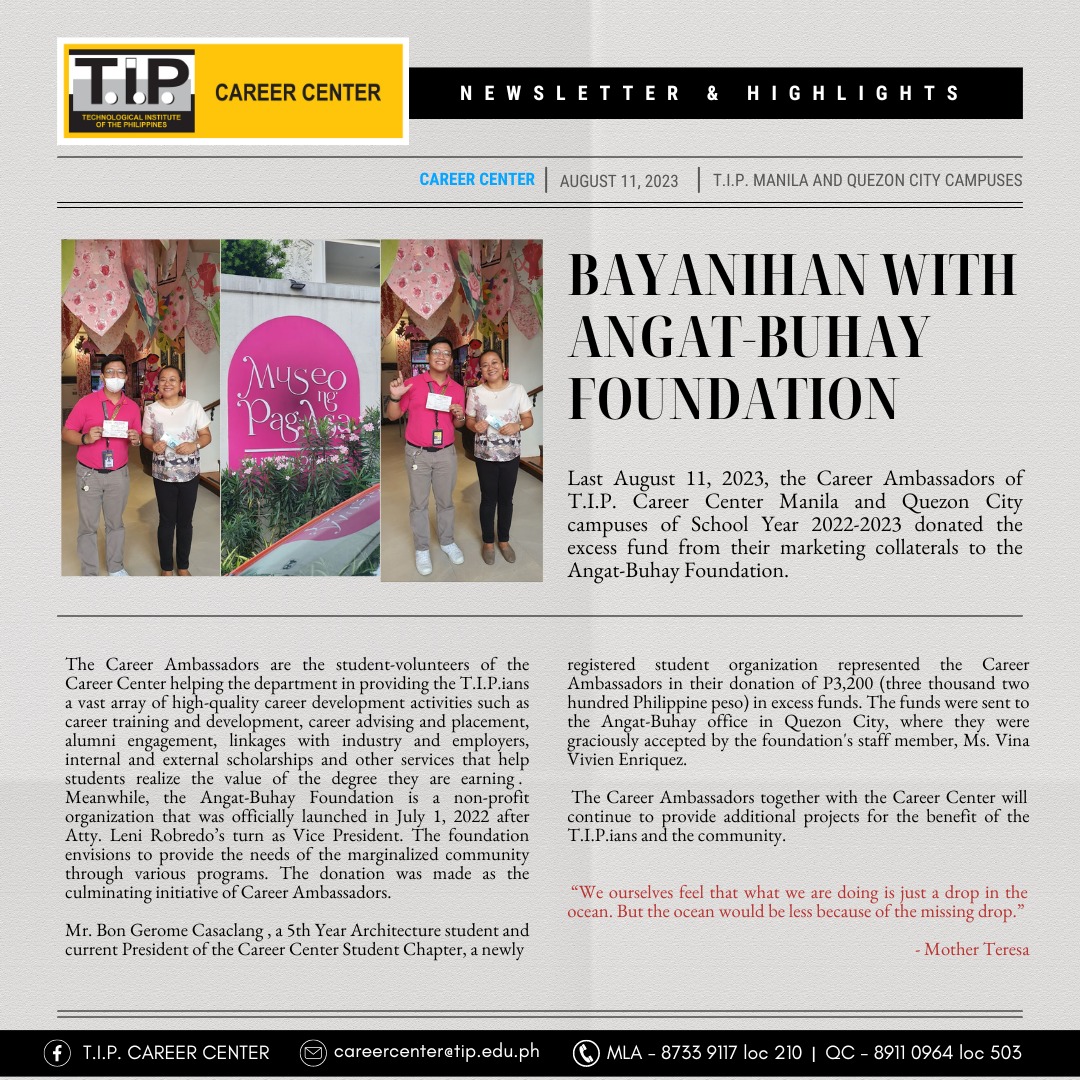 T.I.P.
TECHNOLOGICAL INSTITUTE
OF THE PHILIPPINES
CAREER CENTER
NEWSLETTER & HIGHLIGHTS
CAREER CENTER | AUGUST 11, 2023 | T.I.P. MANILA AND QUEZON CITY CAMPUSES
Museo
ng
Pag-Asa
BAYANIHAN WITH
ANGAT-BUHAY
FOUNDATION
Last August 11, 2023, the Career Ambassadors of
T.I.P. Career Center Manila and Quezon City
campuses of School Year 2022-2023 donated the
excess fund from their marketing collaterals to the
Angat-Buhay Foundation.
The Career Ambassadors are the student-volunteers of the
Career Center helping the department in providing the T.I.P.ians
a vast array of high-quality career development activities such as
career training and development, career advising and placement,
alumni engagement, linkages with industry and employers,
internal and external scholarships and other services that help
students realize the value of the degree they are earning .
Meanwhile, the Angat-Buhay Foundation is a non-profit
organization that was officially launched in July 1, 2022 after
Atty. Leni Robredo’s turn as Vice President. The foundation
envisions to provide the needs of the marginalized community
through various programs. The donation was made as the
culminating initiative of Career Ambassadors.
Mr. Bon Gerome Casaclang , a 5th Year Architecture student and
current President of the Career Center Student Chapter, a newly
registered student organization represented the Career
Ambassadors in their donation of P3,200 (three thousand two
hundred Philippine peso) in excess funds. The funds were sent to
the Angat-Buhay office in Quezon City, where they were
graciously accepted by the foundation's staff member, Ms. Vina
Vivien Enriquez.
The Career Ambassadors together with the Career Center will
continue to provide additional projects for the benefit of the
T.I.P.ians and the community.
“We ourselves feel that what we are doing is just a drop in the
ocean. But the ocean would be less because of the missing drop.”
- Mother Teresa
T.I.P. CAREER CENTER careercenter@tip.edu.ph MLA - 8733 9117 loc 210 | QC - 8911 0964 loc 503